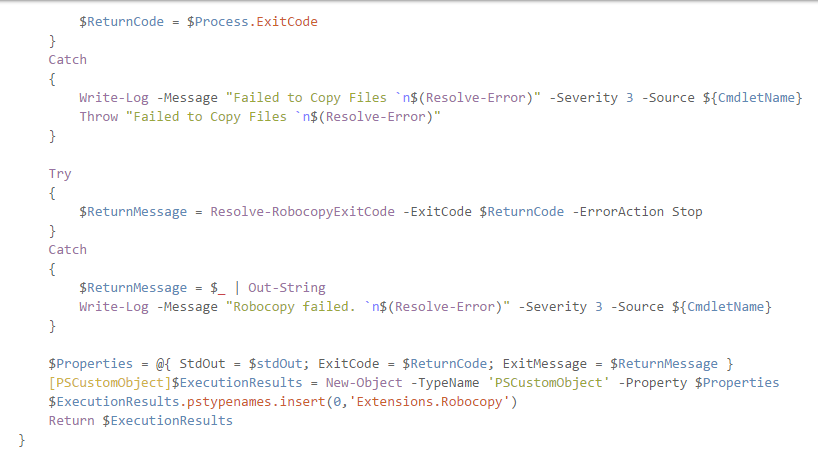 $ReturnCode = $Process.ExitCode
}
Catch
{
Write-Log -Message "Failed to Copy Files `n$(Resolve-Error)" -Severity 3 -Source ${CmdletName}
Throw "Failed to Copy Files `n$(Resolve-Error)"
}
Try
{
$ReturnMessage = Resolve-RobocopyExitCode -ExitCode $ReturnCode -ErrorAction Stop
}
Catch
{
$ReturnMessage = $_ | Out-String
Write-Log -Message "Robocopy failed. `n$(Resolve-Error)" -Severity 3 -Source ${CmdletName}
}
$Properties = @{ StdOut = $stdOut; ExitCode = $ReturnCode; ExitMessage = $ReturnMessage }
[PSCustomObject]$ExecutionResults = New-Object -TypeName 'PSCustomObject' -Property $Properties
$ExecutionResults.pstypenames.insert(0,'Extensions.Robocopy')
Return $ExecutionResults
}